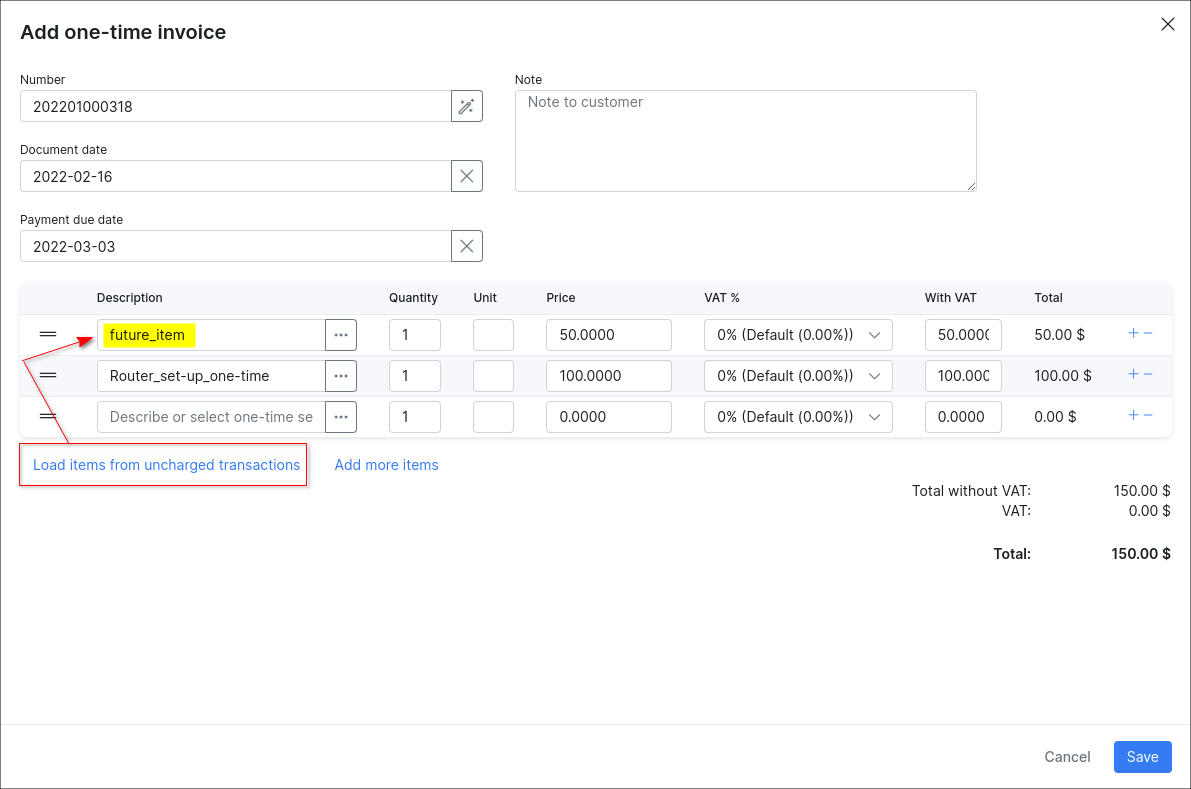 Add one-time invoice
Number
202201000318
Note
Note to customer
Document date
2022-02-16
Payment due date
2022-03-03
Description Quantity Unit Price VAT % With VAT Total
future_item ... 1 50.0000 0% (Default (0.00%)) 50.000( 50.00 $ + −
Router_set-up_one-time ... 1 100.0000 0% (Default (0.00%)) 100.00( 100.00 $ + −
Describe or select one-time se ... 1 0.0000 0% (Default (0.00%)) 0.0000 0.00 $ + −
Load items from uncharged transactions Add more items
Total without VAT: 150.00 $
VAT: 0.00 $
Total: 150.00 $
Cancel Save